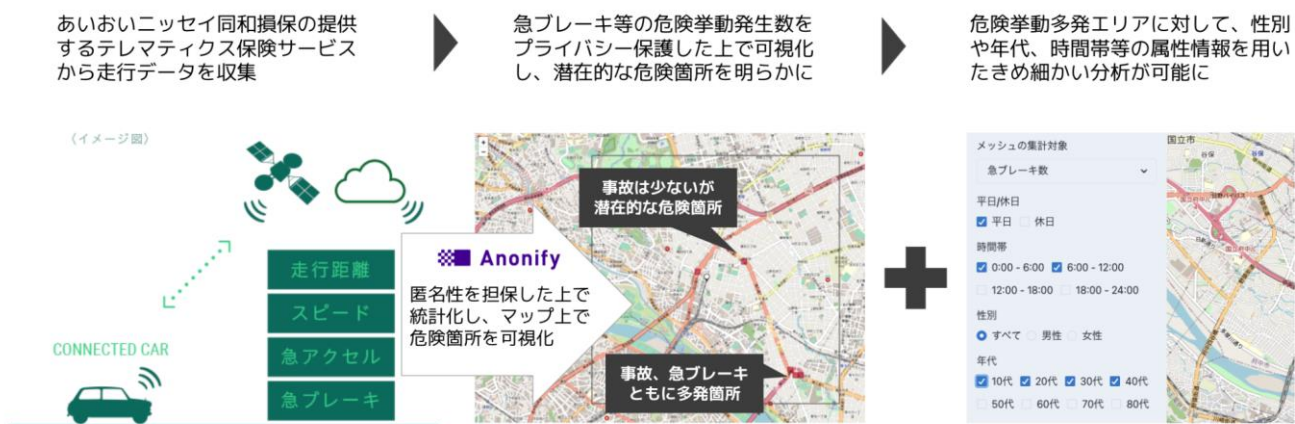 あいおいニッセイ同和損保の提供
するテレマティクス保険サービス
から走行データを収集
急ブレーキ等の危険挙動発生数を
プライバシー保護した上で可視化
し、潜在的な危険箇所を明らかに
危険挙動多発エリアに対して、性別
や年代、時間帯等の属性情報を用い
たきめ細かい分析が可能に
〈イメージ図〉
走行距離
スピード
急アクセル
急ブレーキ
CONNECTED CAR
Anonify
匿名性を担保した上で
統計化し、マップ上で
危険箇所を可視化
事故は少ないが
潜在的な危険箇所
事故、急ブレーキ
ともに多発箇所
メッシュの集計対象
急ブレーキ数
平日/休日
平日 休日
時間帯
0:00 - 6:00 6:00 - 12:00
12:00 - 18:00 18:00 - 24:00
性別
すべて 男性 女性
年代
10代 20代 30代 40代
50代 60代 70代 80代
国立市
谷保